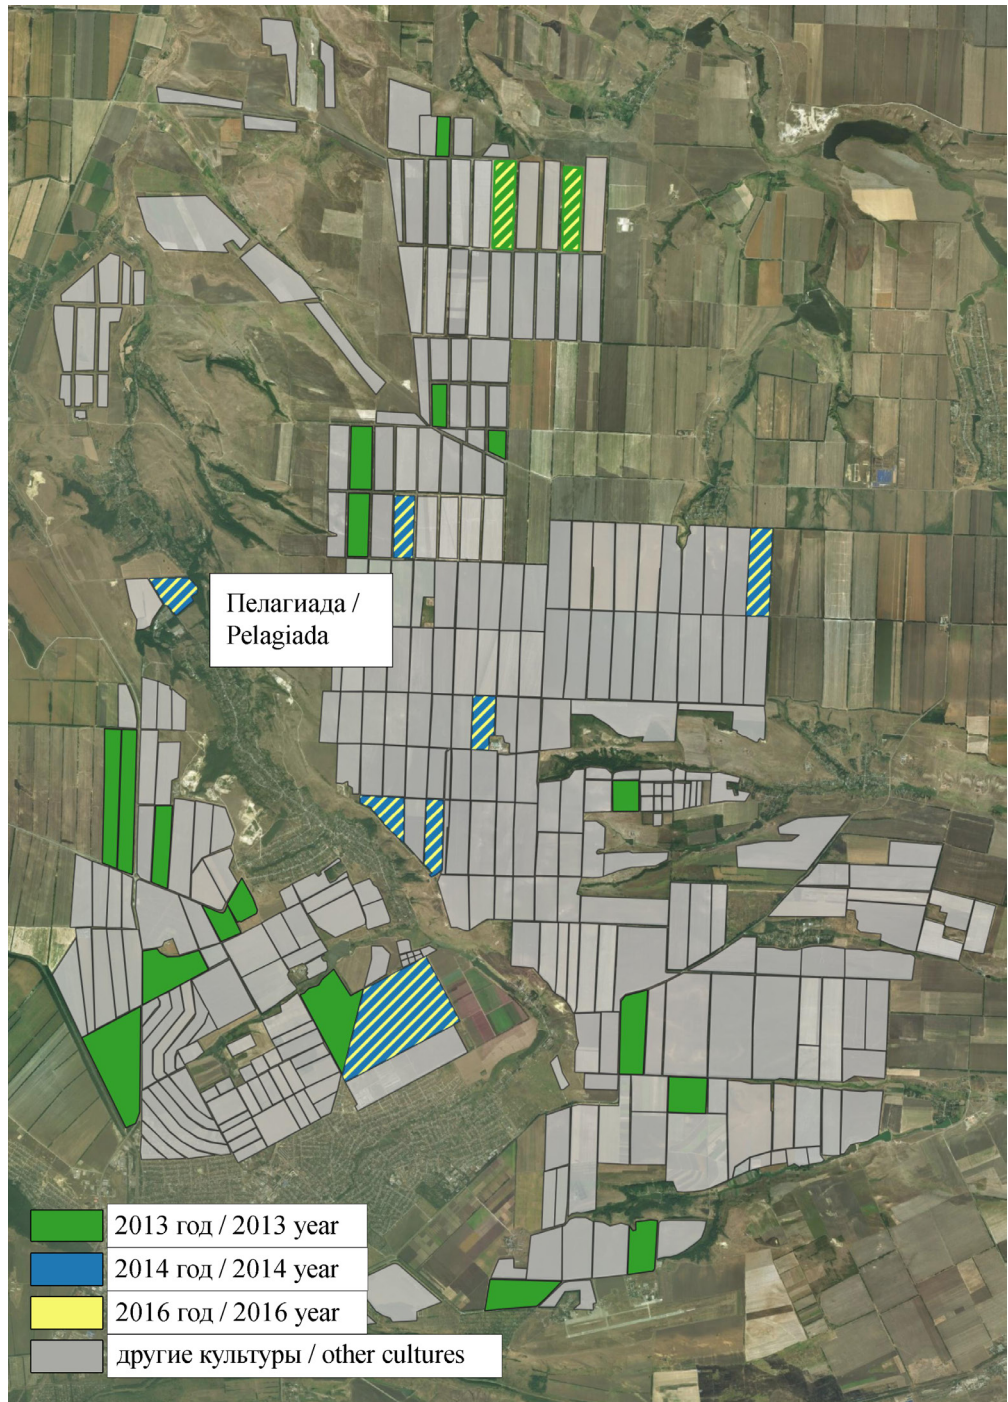 Пелагиада /
Pelagiada
2013 год / 2013 year
2014 год / 2014 year
2016 год / 2016 year
другие культуры / other cultures